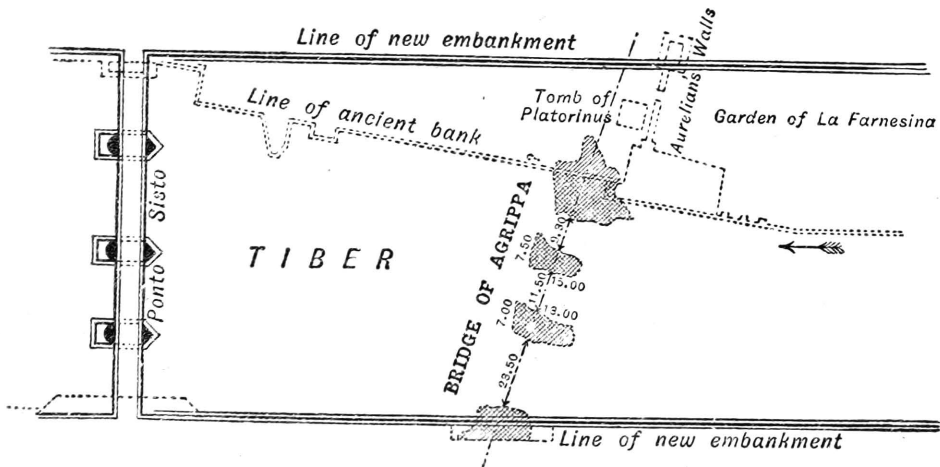 Line of new embankment
Aurelians Walls
Tomb of
Platorinus
Garden of La Farnesina
Line of ancient bank
Ponto Sisto
TIBER
BRIDGE OF AGRIPPA
9.30
7.50
15.00
11.50
13.00
7.00
23.50
Line of new embankment